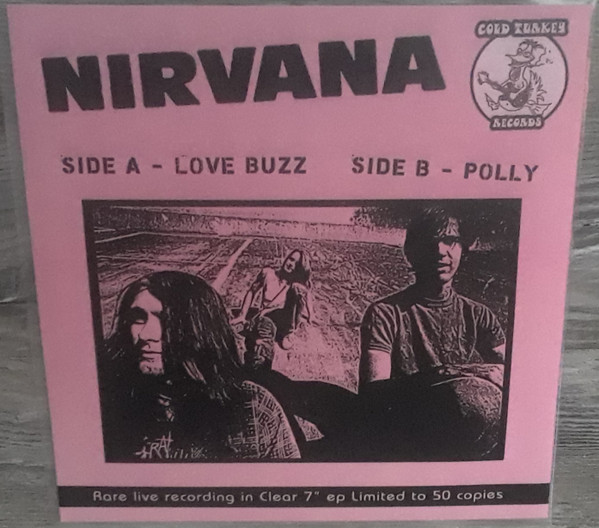 COLD TURKEY
NIRVANA
RECORDS
SIDE A - LOVE BUZZ SIDE B - POLLY
Rare live recording in Clear 7" ep Limited to 50 copies